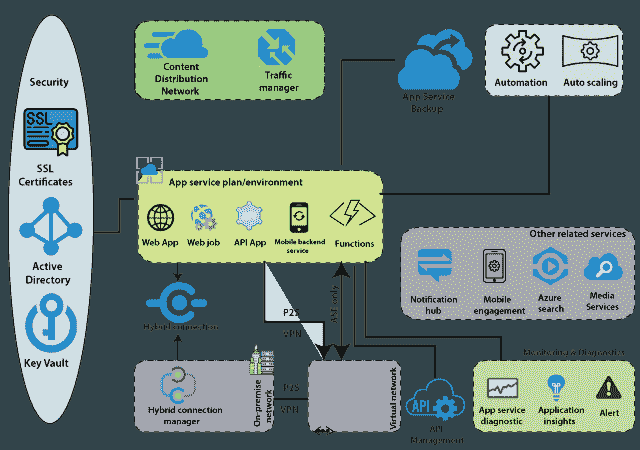 Security
SSL
SSL
Certificates
Active
Directory
Key Vault
Content
Distribution
Network
Traffic
manager
App Service
Backup
Automation
Auto scaling
App service plan/environment
Web App
Web job
API App
Mobile backend
service
Functions
Hybrid connection
P2S
VPN
Other related services
Notification
hub
Mobile
engagement
Azure
search
Media
Services
Hybrid connection
manager
On-premise
network
P2S
VPN
Virtual network
API
API
Management
Monitoring & Diagnostics
App service
diagnostic
Application
insights
Alert